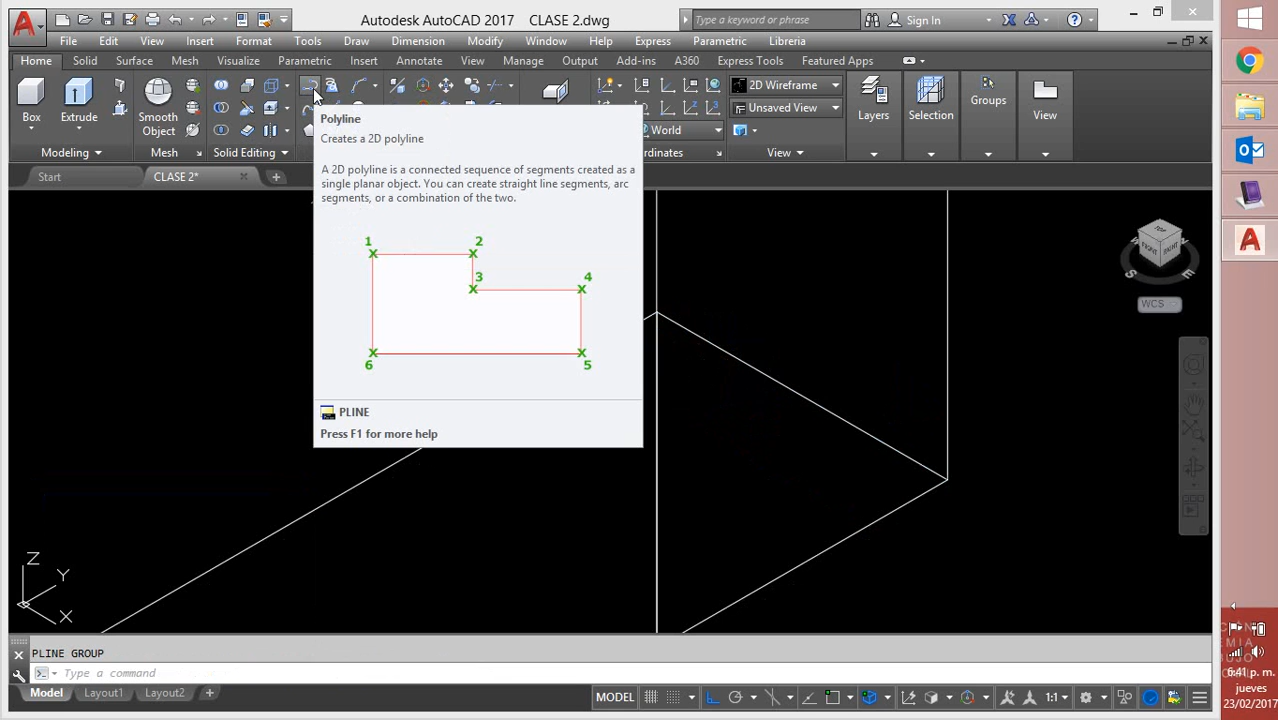 Autodesk AutoCAD 2017 CLASE 2.dwg
Type a keyword or phrase
Sign In
File Edit View Insert Format Tools Draw Dimension Modify Window Help Express Parametric Libreria
Home Solid Surface Mesh Visualize Parametric Insert Annotate View Manage Output Add-ins A360 Express Tools Featured Apps
Box
Extrude
Smooth
Object
2D Wireframe
Unsaved View
World
Layers
Selection
Groups
View
Modeling
Mesh
Solid Editing
View
Start
CLASE 2*
Polyline
Creates a 2D polyline
A 2D polyline is a connected sequence of segments created as a
single planar object. You can create straight line segments, arc
segments, or a combination of the two.
1
2
3
4
6
5
PLINE
Press F1 for more help
TOP
FRONT
S
E
WCS
Z
Y
X
PLINE GROUP
Type a command
Model Layout1 Layout2
MODEL
1:1
6:41 p. m.
jueves
23/02/2017